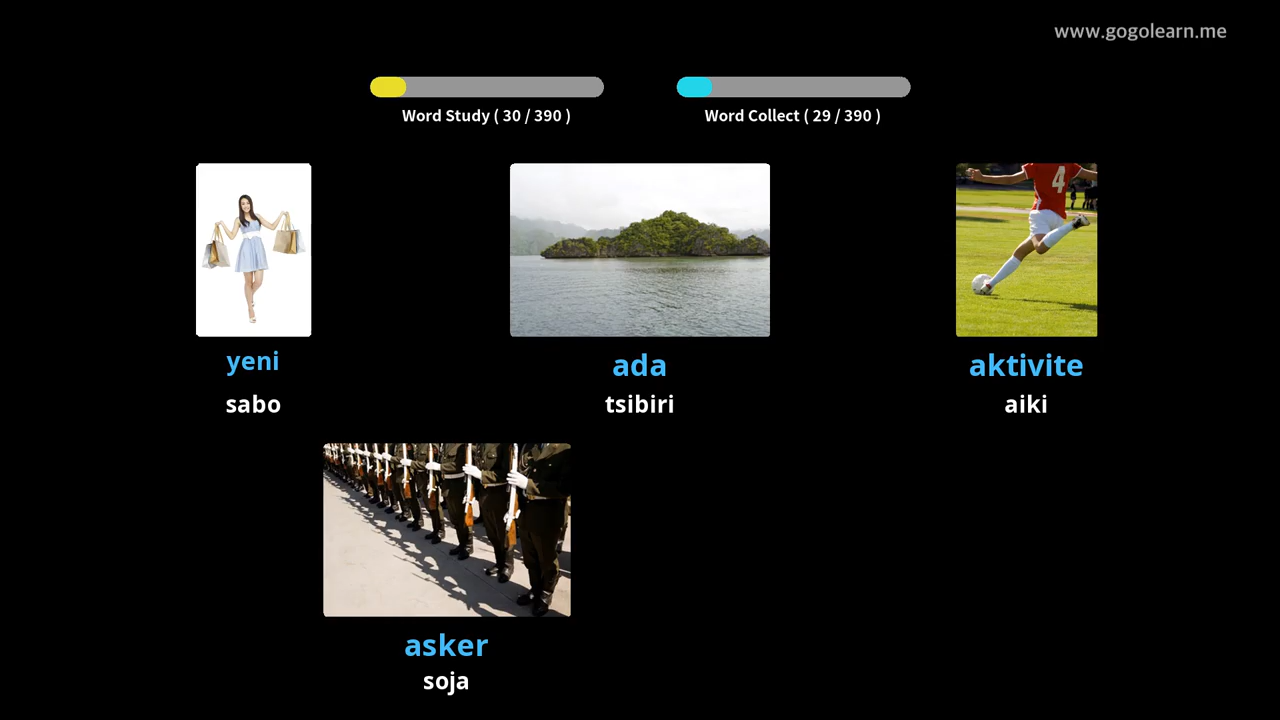 www.gogolearn.me
Word Study ( 30 / 390 )
Word Collect ( 29 / 390 )
4
yeni
ada
aktivite
sabo
tsibiri
aiki
asker
soja